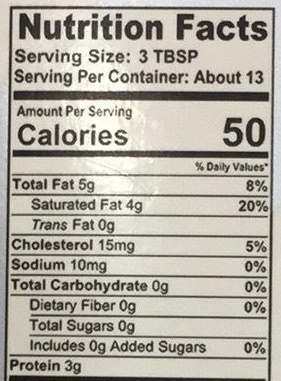 Nutrition Facts
Serving Size: 3 TBSP
Serving Per Container: About 13
Amount Per Serving
Calories 50
% Daily Values*
Total Fat 5g 8%
Saturated Fat 4g 20%
Trans Fat 0g
Cholesterol 15mg 5%
Sodium 10mg 0%
Total Carbohydrate 0g 0%
Dietary Fiber 0g 0%
Total Sugars 0g
Includes 0g Added Sugars 0%
Protein 3g